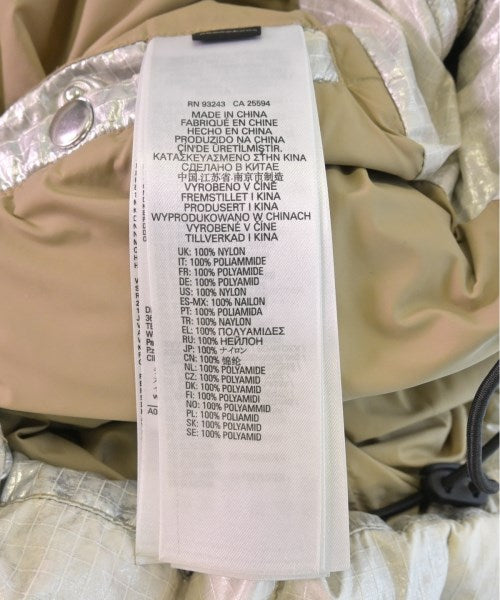 RN 93243 CA 25594
MADE IN CHINA
FABRIQUE EN CHINE
HECHO EN CHINA
PRODUZIDO NA CHINA
ÇİN'DE ÜRETİLMİŞTİR.
ΚΑΤΑΣΚΕΥΑΣΜΕΝΟ ΣΤΗΝ ΚΙΝΑ
СДЕЛАНО В КИТАЕ
中国.江苏省.南京市制造
VYROBENO V ČÍNĚ
FREMSTILLET I KINA
PRODUSERT I KINA
WYPRODUKOWANO W CHINACH
VYROBENÉ V ČÍNE
TILLVERKAD I KINA
UK: 100% NYLON
IT: 100% POLIAMMIDE
FR: 100% POLYAMIDE
DE: 100% POLYAMID
US: 100% NYLON
ES-MX: 100% NAILON
PT: 100% POLIAMIDA
TR: 100% NAYLON
EL: 100% ΠΟΛΥΑΜΙΔΕΣ
RU: 100% НЕЙЛОН
JP: 100% ナイロン
CN: 100% 锦纶
NL: 100% POLYAMIDE
CZ: 100% POLYAMID
DK: 100% POLYAMID
FI: 100% POLYAMIDI
NO: 100% POLYAMMID
PL: 100% POLIAMID
SK: 100% POLYAMID
SE: 100% POLYAMID